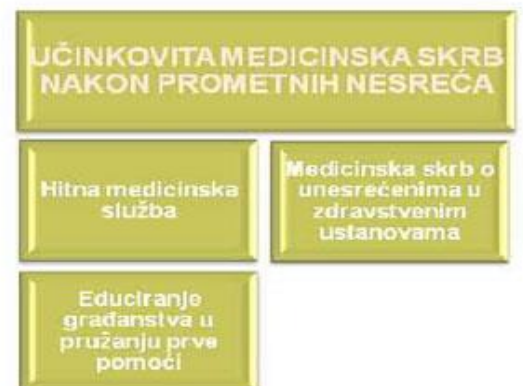 UČINKOVITA MEDICINSKA SKRB
NAKON PROMETNIH NESREĆA
Hitna medicinska
služba
Medicinska skrb o
unesrećenima u
zdravstvenim
ustanovama
Educiranje
građanstva u
pružanju prve
pomoći